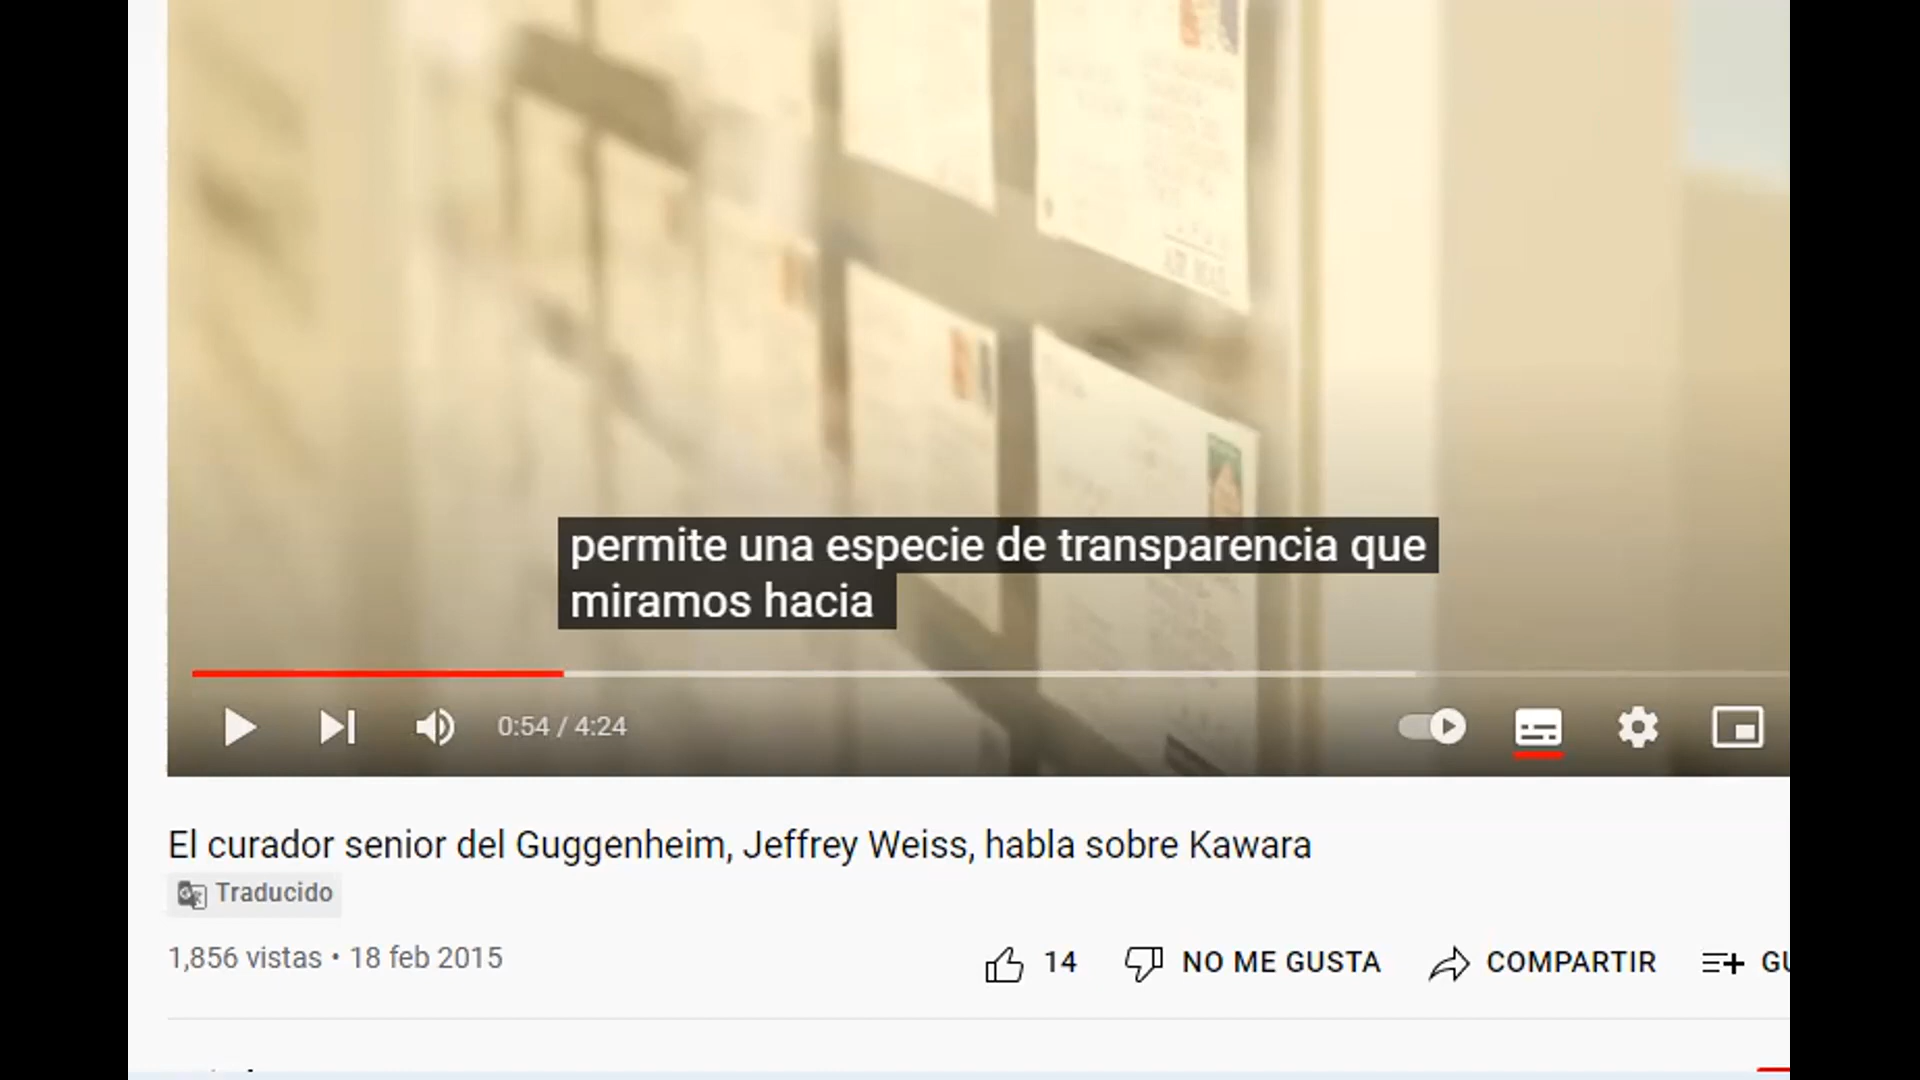 permite una especie de transparencia que
miramos hacia
0:54 / 4:24
El curador senior del Guggenheim, Jeffrey Weiss, habla sobre Kawara
Traducido
1,856 vistas • 18 feb 2015
14 NO ME GUSTA COMPARTIR